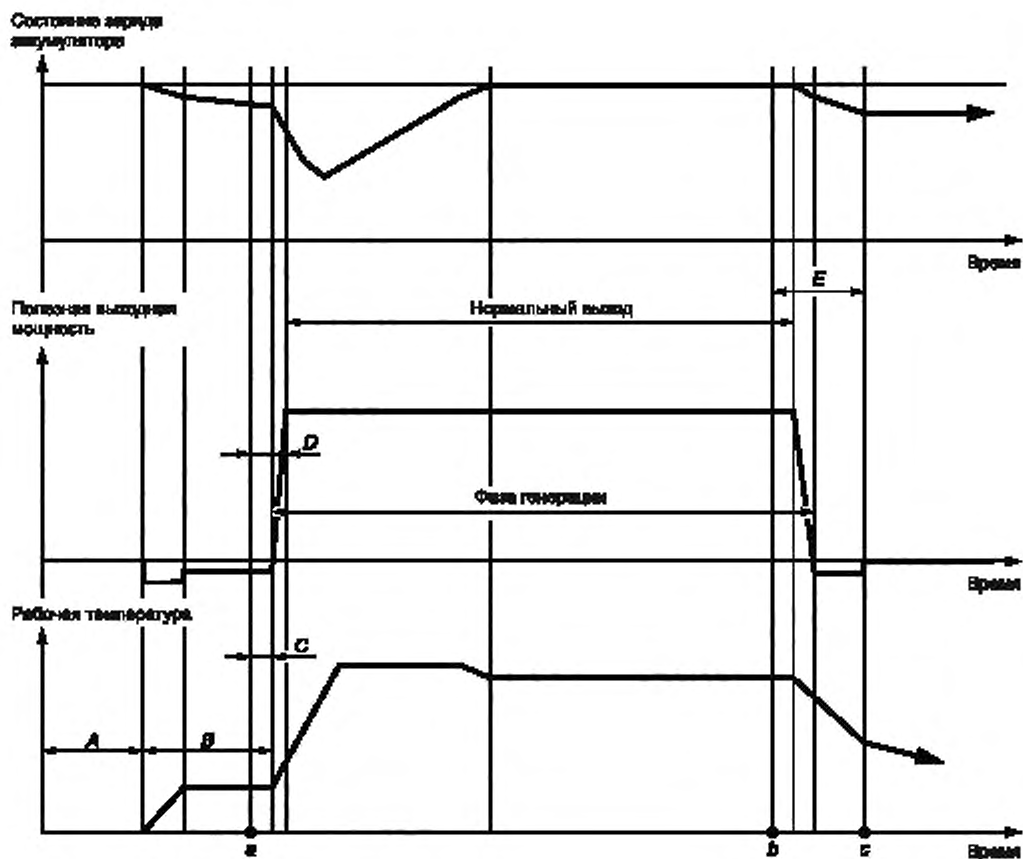 Состояние заряда
аккумулятора
Время
E
Полезная выходная
мощность
Нормальный выход
D
Фаза генерации
Время
Рабочая температура
C
A
B
a
b
c
Время